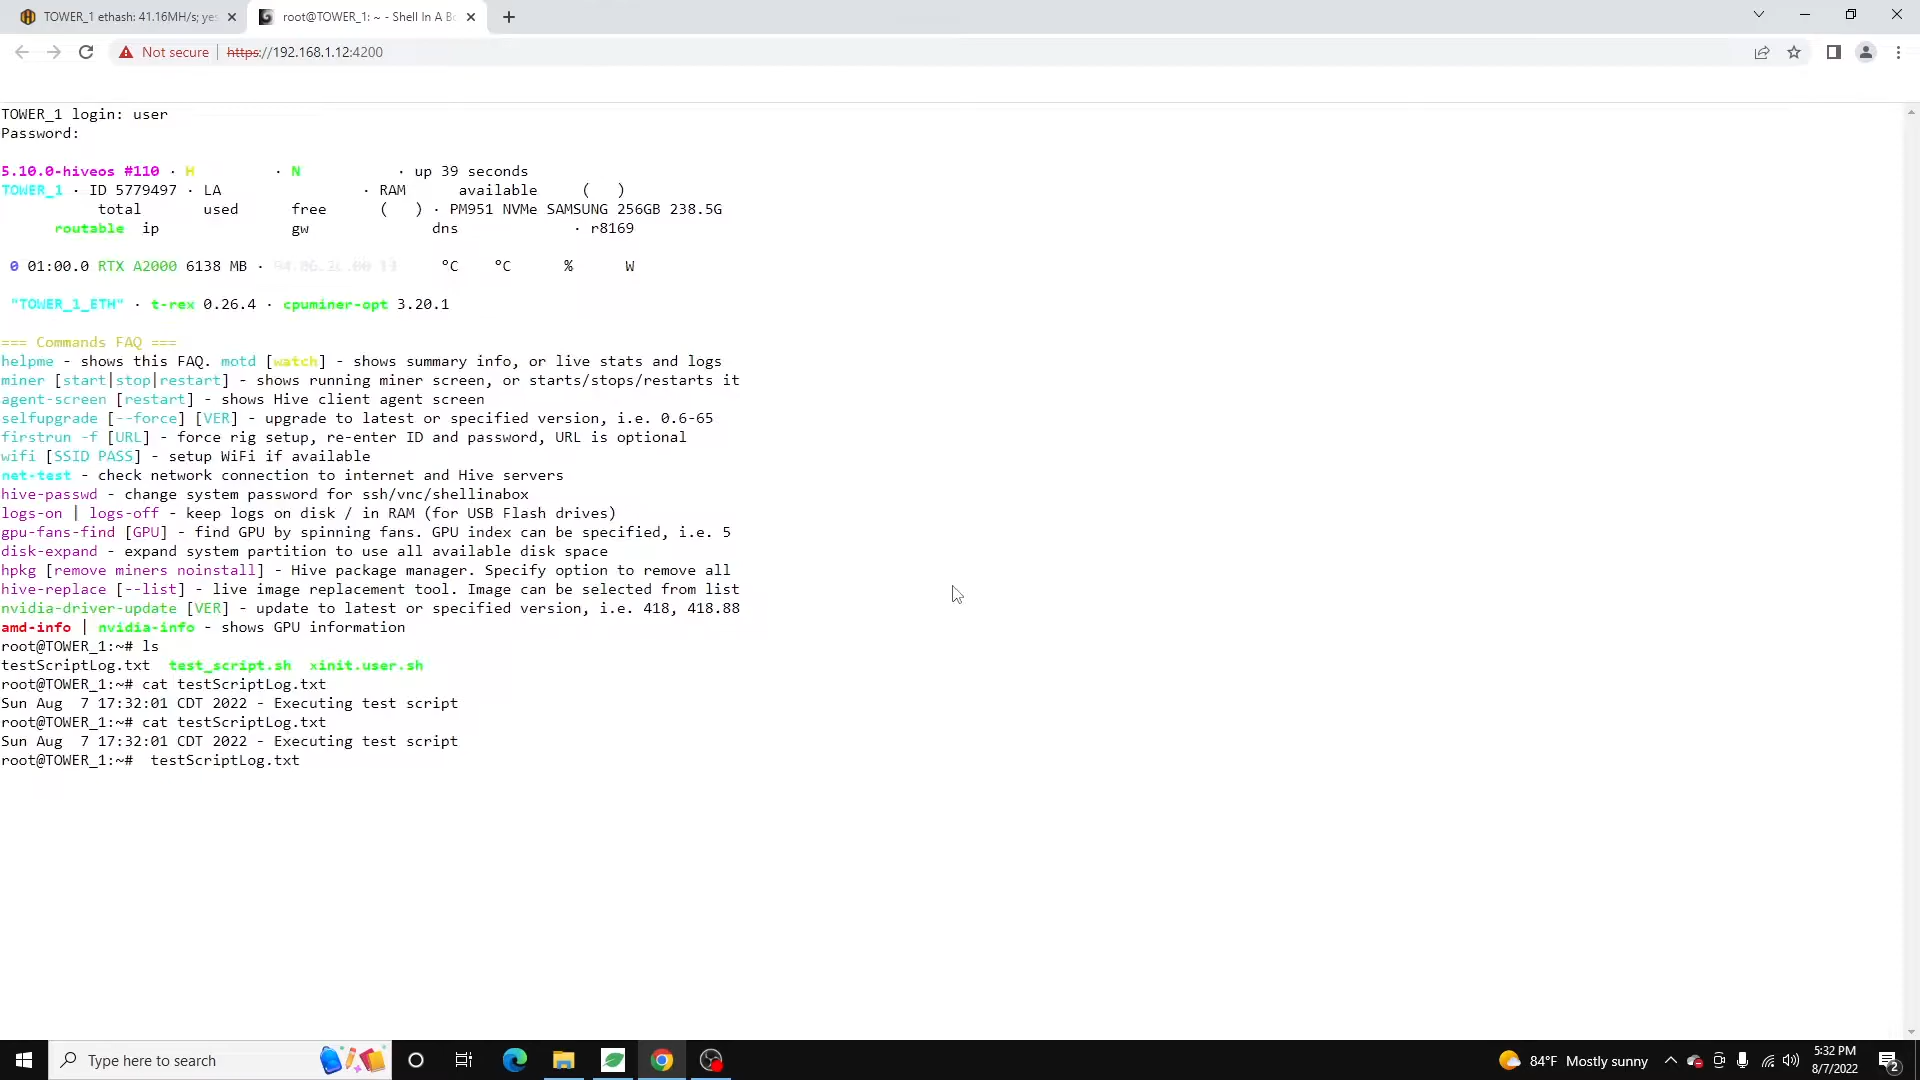 TOWER_1 ethash: 41.16MH/s; yes
root@TOWER_1: ~ - Shell In A Bo
Not secure
https://192.168.1.12:4200
TOWER_1 login: user
Password:
5.10.0-hiveos #110 · H · N · up 39 seconds
TOWER_1 · ID 5779497 · LA · RAM available ( )
total used free ( ) · PM951 NVMe SAMSUNG 256GB 238.5G
routable ip gw dns · r8169
0 01:00.0 RTX A2000 6138 MB · °C °C % W
"TOWER_1_ETH" · t-rex 0.26.4 · cpuminer-opt 3.20.1
=== Commands FAQ ===
helpme - shows this FAQ. motd [watch] - shows summary info, or live stats and logs
miner [start|stop|restart] - shows running miner screen, or starts/stops/restarts it
agent-screen [restart] - shows Hive client agent screen
selfupgrade [--force] [VER] - upgrade to latest or specified version, i.e. 0.6-65
firstrun -f [URL] - force rig setup, re-enter ID and password, URL is optional
wifi [SSID PASS] - setup WiFi if available
net-test - check network connection to internet and Hive servers
hive-passwd - change system password for ssh/vnc/shellinabox
logs-on | logs-off - keep logs on disk / in RAM (for USB Flash drives)
gpu-fans-find [GPU] - find GPU by spinning fans. GPU index can be specified, i.e. 5
disk-expand - expand system partition to use all available disk space
hpkg [remove miners noinstall] - Hive package manager. Specify option to remove all
hive-replace [--list] - live image replacement tool. Image can be selected from list
nvidia-driver-update [VER] - update to latest or specified version, i.e. 418, 418.88
amd-info | nvidia-info - shows GPU information
root@TOWER_1:~# ls
testScriptLog.txt test_script.sh xinit.user.sh
root@TOWER_1:~# cat testScriptLog.txt
Sun Aug  7 17:32:01 CDT 2022 - Executing test script
root@TOWER_1:~# cat testScriptLog.txt
Sun Aug  7 17:32:01 CDT 2022 - Executing test script
root@TOWER_1:~#  testScriptLog.txt
Type here to search
84°F Mostly sunny
5:32 PM
8/7/2022
2